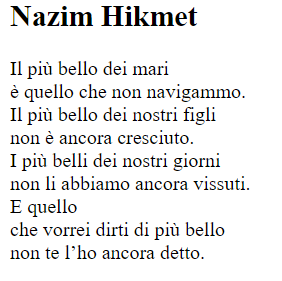 Nazim Hikmet
Il più bello dei mari
è quello che non navigammo.
Il più bello dei nostri figli
non è ancora cresciuto.
I più belli dei nostri giorni
non li abbiamo ancora vissuti.
E quello
che vorrei dirti di più bello
non te l’ho ancora detto.